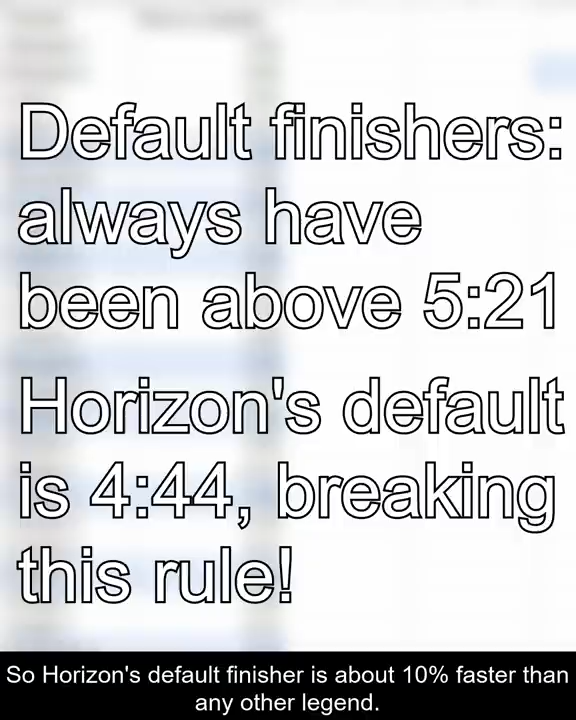 Default finishers:
always have
been above 5:21
Horizon's default
is 4:44, breaking
this rule!
So Horizon's default finisher is about 10% faster than
any other legend.